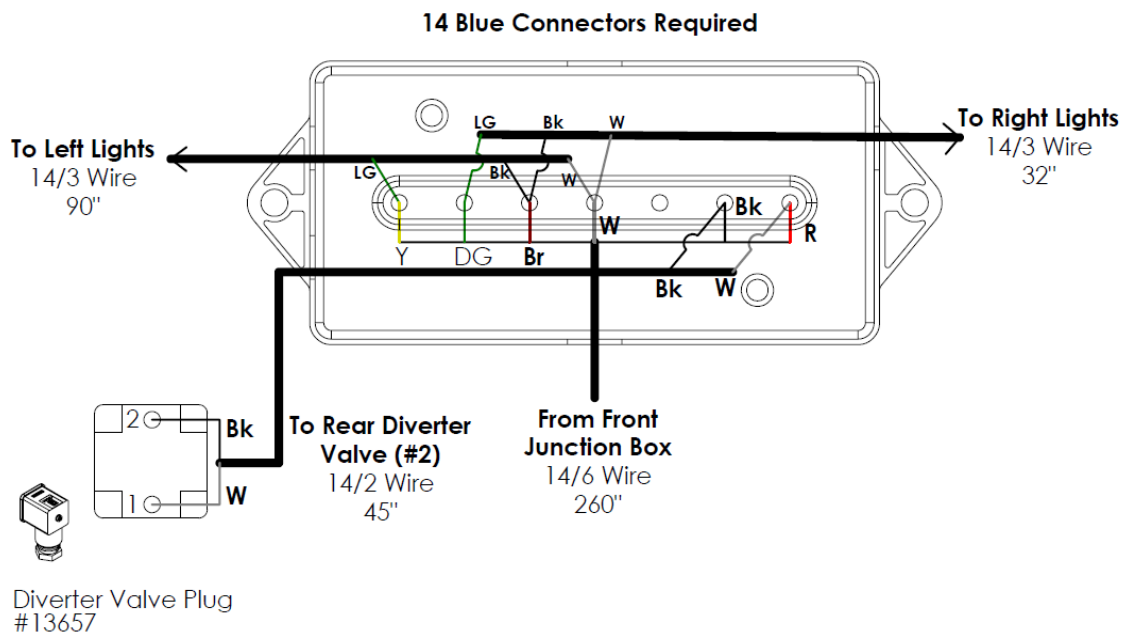 14 Blue Connectors Required
To Left Lights
14/3 Wire
90"
To Right Lights
14/3 Wire
32"
LG Bk W
LG Bk W
Bk
Y DG Br W R
Bk W
2
Bk
1
W
To Rear Diverter
Valve (#2)
14/2 Wire
45"
From Front
Junction Box
14/6 Wire
260"
Diverter Valve Plug
#13657